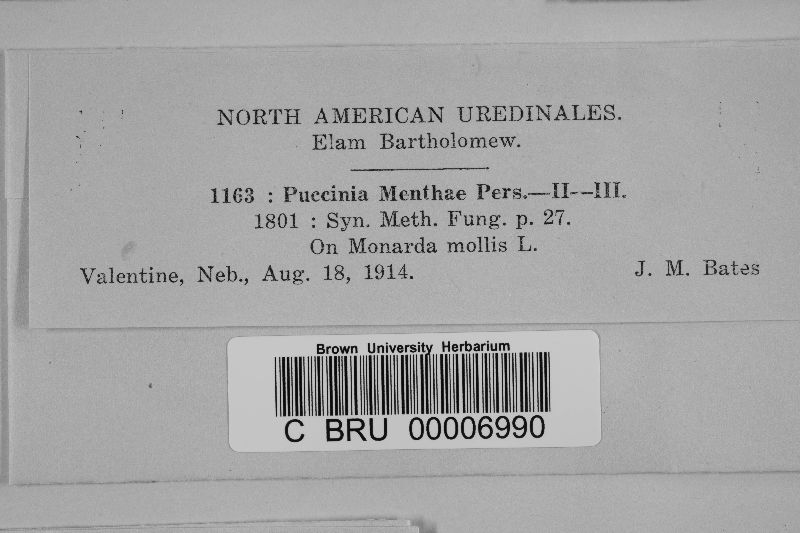 NORTH AMERICAN UREDINALES.
Elam Bartholomew.
1163 : Puccinia Menthae Pers.—II--III.
1801 : Syn. Meth. Fung. p. 27.
On Monarda mollis L.
Valentine, Neb., Aug. 18, 1914. J. M. Bates
Brown University Herbarium
C BRU 00006990